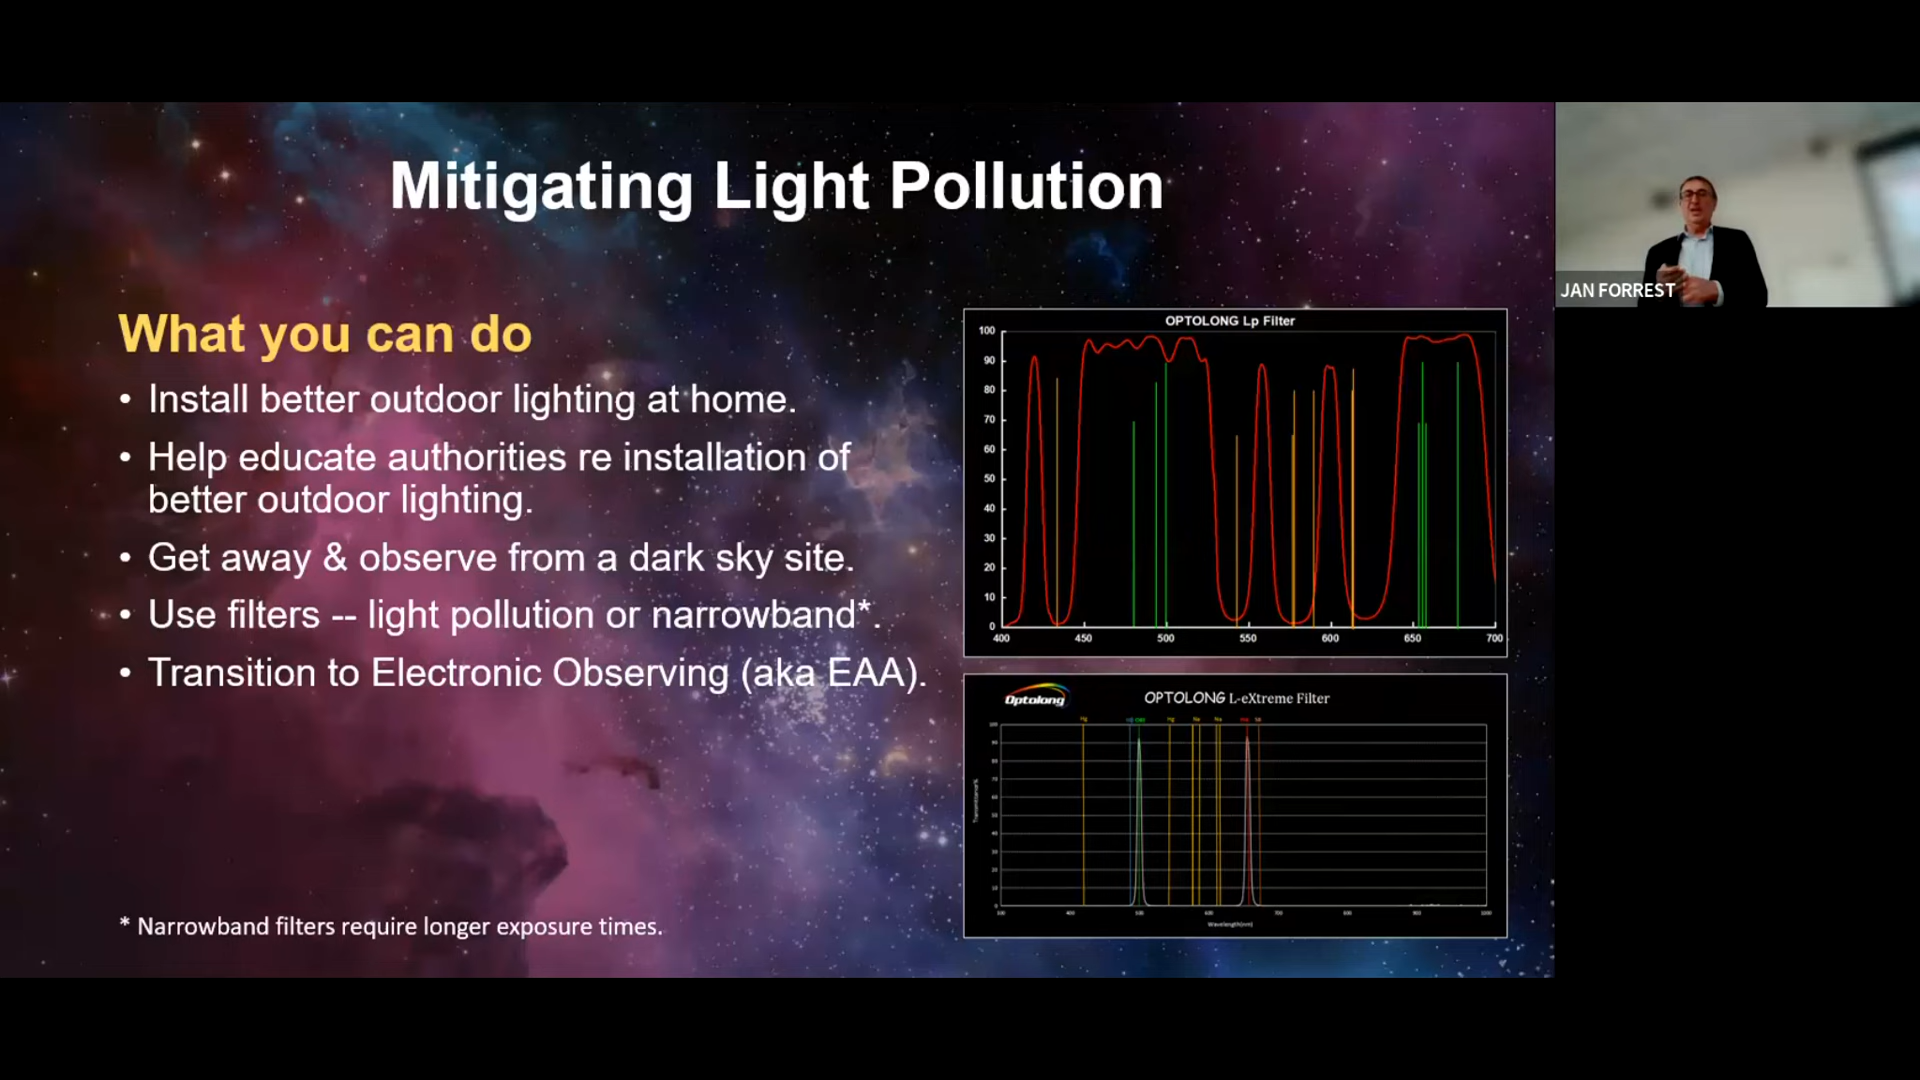 Mitigating Light Pollution
JAN FORREST
What you can do
• Install better outdoor lighting at home.
• Help educate authorities re installation of
better outdoor lighting.
• Get away & observe from a dark sky site.
• Use filters -- light pollution or narrowband*.
• Transition to Electronic Observing (aka EAA).
* Narrowband filters require longer exposure times.
OPTOLONG Lp Filter
100
90
80
70
60
50
40
30
20
10
0
400 450 500 550 600 650 700
Optolong
OPTOLONG L-eXtreme Filter
Wavelength(nm)